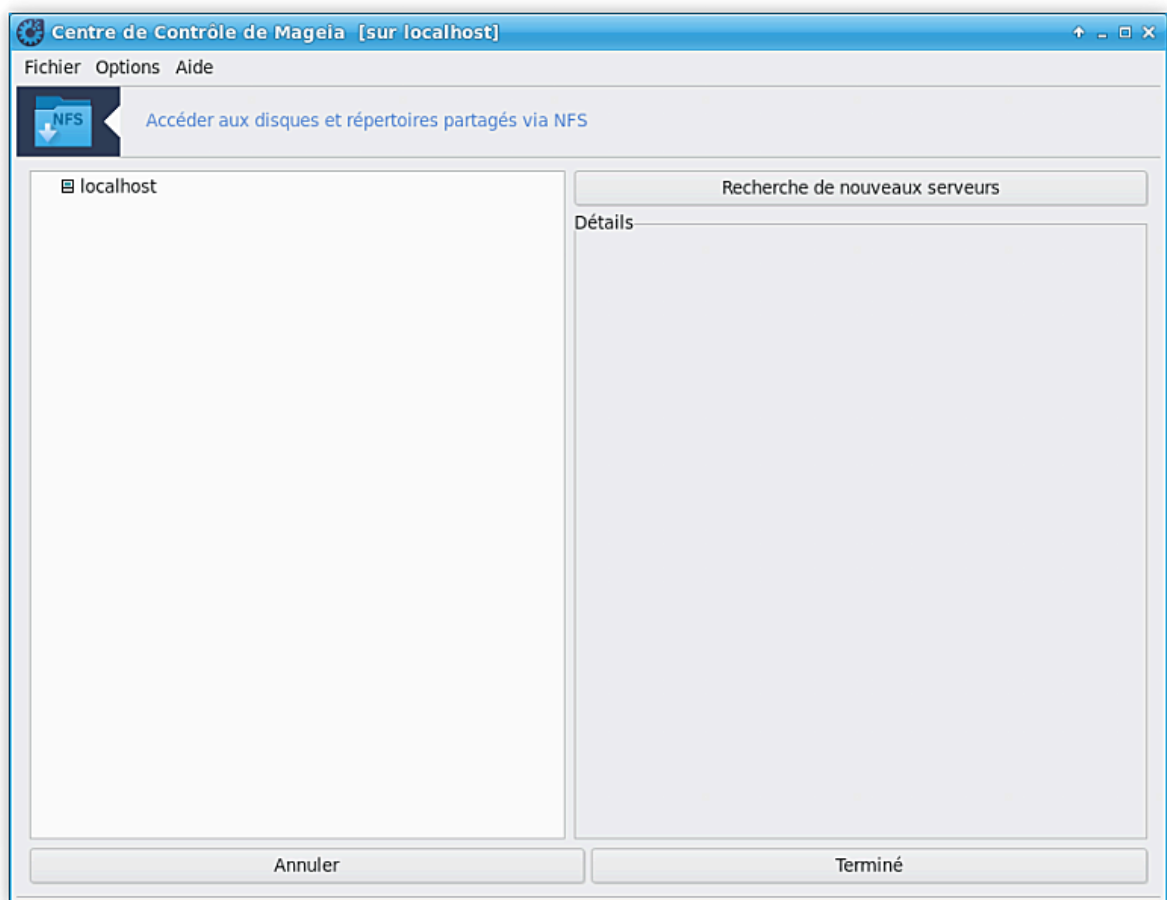 Centre de Contrôle de Mageia [sur localhost]
Fichier Options Aide
NFS
Accéder aux disques et répertoires partagés via NFS
localhost
Recherche de nouveaux serveurs
Détails
Annuler
Terminé